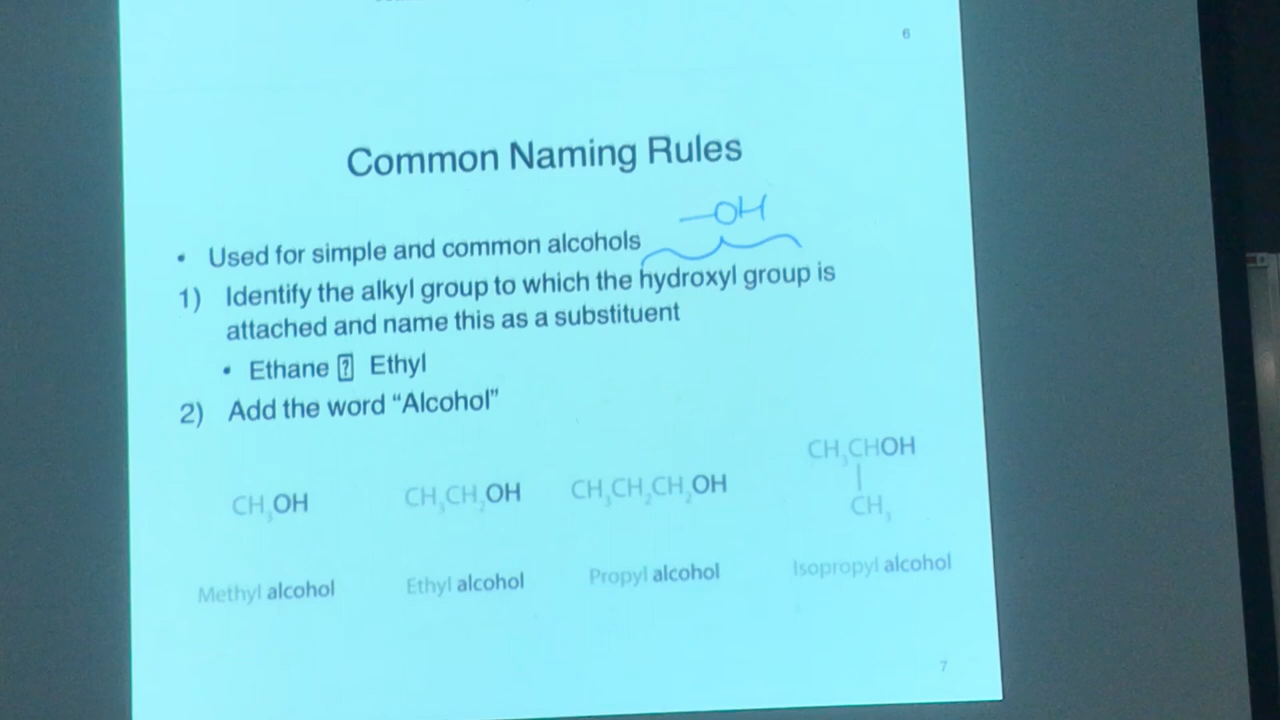 6
Common Naming Rules
—OH
• Used for simple and common alcohols
1) Identify the alkyl group to which the hydroxyl group is
attached and name this as a substituent
• Ethane ⍰ Ethyl
2) Add the word “Alcohol”
CH₃OH CH₃CH₂OH CH₃CH₂CH₂OH CH₃CHOH
|
CH₃
Methyl alcohol Ethyl alcohol Propyl alcohol Isopropyl alcohol
7